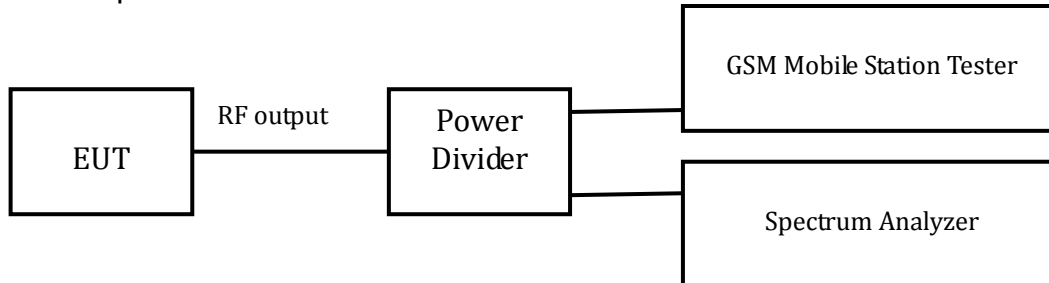 EUT
RF output
Power
Divider
GSM Mobile Station Tester
Spectrum Analyzer